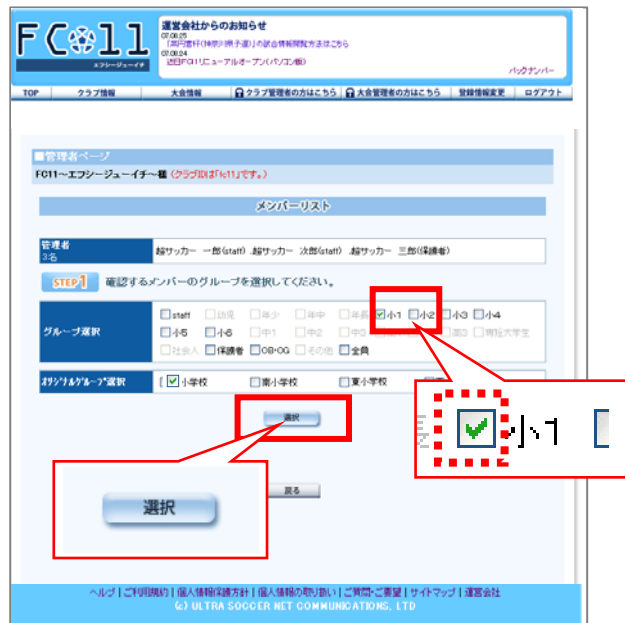 FC11
エフシージューイチ
運営会社からのお知らせ
07.08.25
07.08.24
バックナンバー
TOP クラブ情報 大会情報 クラブ管理者の方はこちら 大会管理者の方はこちら 登録情報変更 ログアウト
■管理者ページ
FC11～エフシージューイチ～様 (クラブIDは「fc11」です。)
メンバーリスト
管理者
3名
超サッカー 一郎(staff) .超サッカー 次郎(staff) .超サッカー 三郎(保護者)
STEP1 確認するメンバーのグループを選択してください。
グループ選択
staff 幼児 年少 年中 年長 小1 小2 小3 小4
小5 小6 中1 中2 中3 高3 専短大学生
社会人 保護者 OB・OG その他 全員
オリジナルグループ選択
[ 小学校 南小学校 東小学校
選択
小1
選択
戻る
ヘルプ | ご利用規約 | 個人情報保護方針 | 個人情報の取り扱い | ご質問・ご要望 | サイトマップ | 運営会社
(c) ULTRA SOCCER NET COMMUNICATIONS, LTD